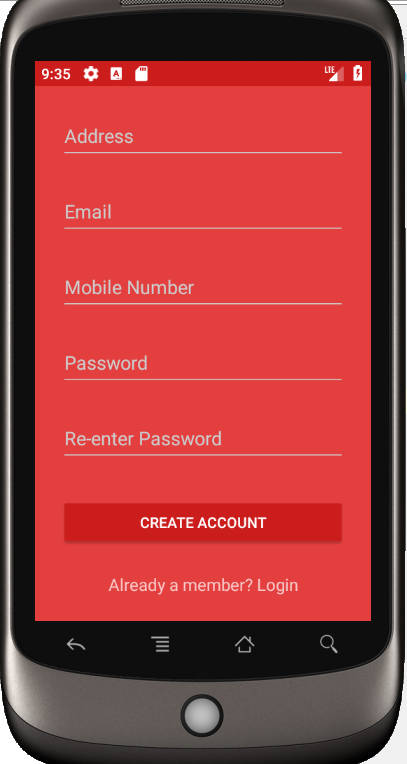 9:35 LTE
Address
Email
Mobile Number
Password
Re-enter Password
CREATE ACCOUNT
Already a member? Login